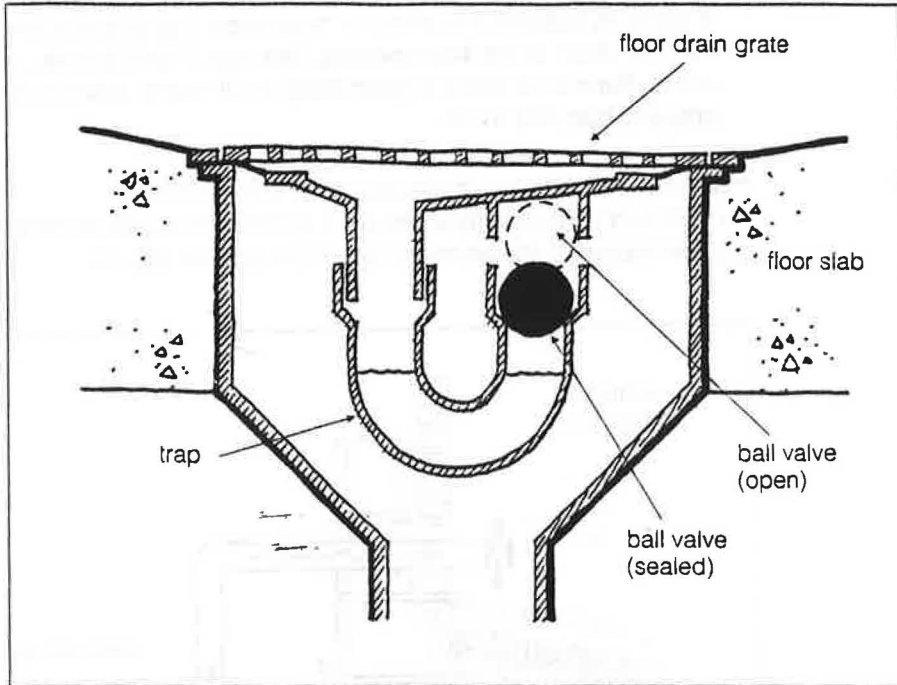 floor drain grate
floor slab
trap
ball valve
(open)
ball valve
(sealed)